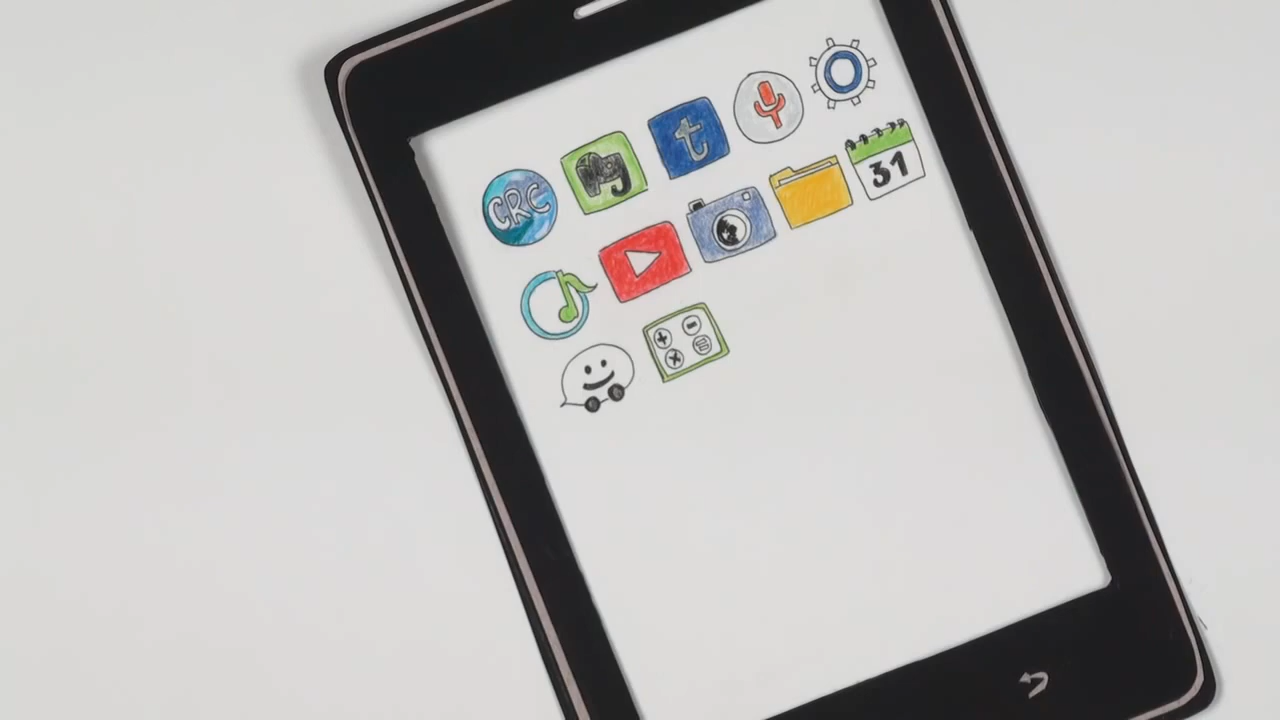 CRC
t
31
+ -
x =